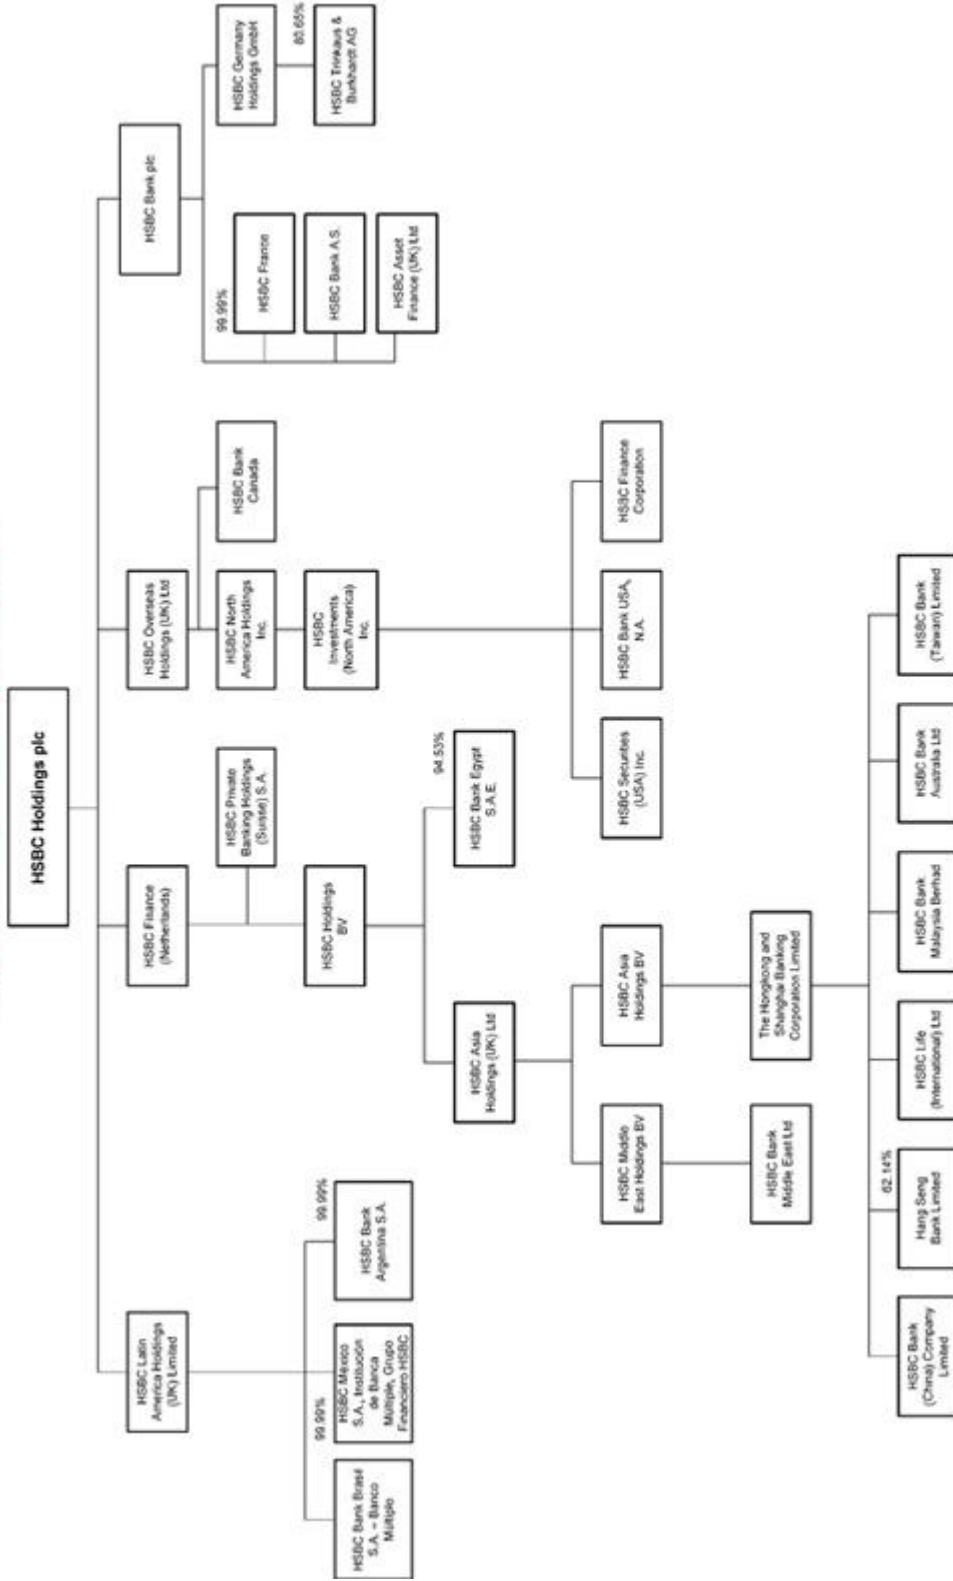 HSBC Holdings plc
HSBC Latin
America Holdings
(UK) Limited
HSBC Finance
(Netherlands)
HSBC Overseas
Holdings (UK) Ltd
HSBC Bank plc
HSBC Private
Banking Holdings
(Suisse) S.A.
HSBC North
America Holdings
Inc.
HSBC Bank
Canada
HSBC Germany
Holdings GmbH
99.99%
HSBC France
HSBC Bank A.S.
HSBC Asset
Finance (UK) Ltd
80.65%
HSBC Trinkaus &
Burkhardt AG
HSBC Holdings
BV
HSBC
Investments
(North America)
Inc.
HSBC Bank Brasil
S.A. – Banco
Múltiplo
99.99%
HSBC México
S.A., Institución
de Banca
Múltiple, Grupo
Financiero HSBC
99.99%
HSBC Bank
Argentina S.A.
HSBC Asia
Holdings (UK) Ltd
94.53%
HSBC Bank Egypt
S.A.E.
HSBC Middle
East Holdings BV
HSBC Asia
Holdings BV
HSBC Securities
(USA) Inc.
HSBC Bank USA,
N.A.
HSBC Finance
Corporation
HSBC Bank
Middle East Ltd
The Hongkong and
Shanghai Banking
Corporation Limited
HSBC Bank
(China) Company
Limited
62.14%
Hang Seng
Bank Limited
HSBC Life
(International) Ltd
HSBC Bank
Malaysia Berhad
HSBC Bank
Australia Ltd
HSBC Bank
(Taiwan) Limited